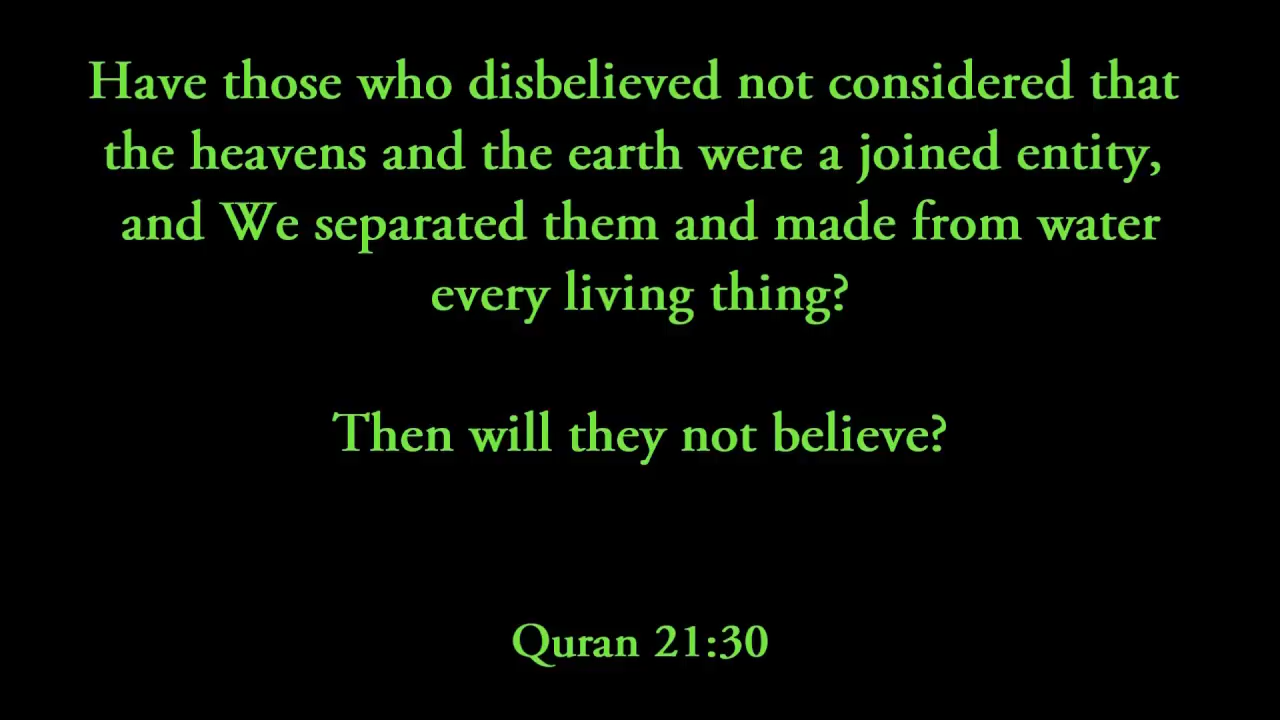 Have those who disbelieved not considered that
the heavens and the earth were a joined entity,
and We separated them and made from water
every living thing?
Then will they not believe?
Quran 21:30